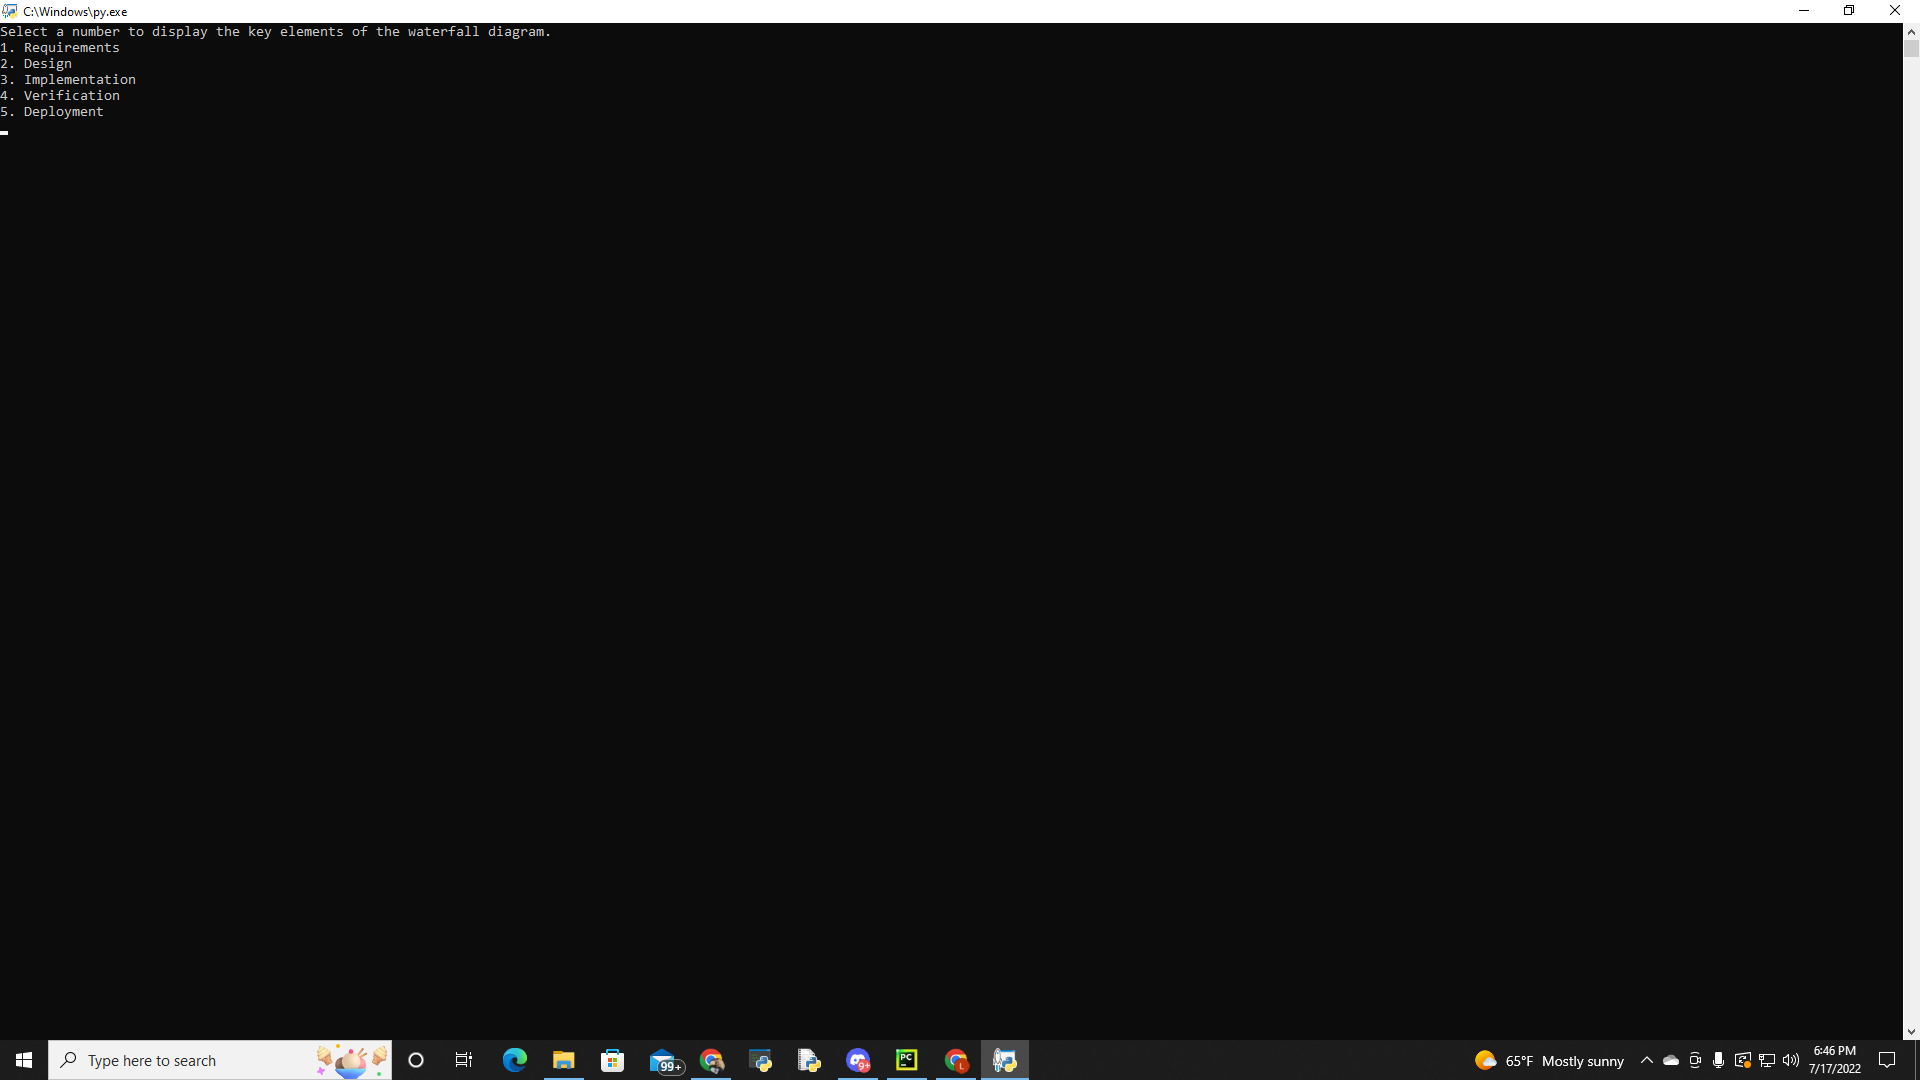 C:\Windows\py.exe
Select a number to display the key elements of the waterfall diagram.
1. Requirements
2. Design
3. Implementation
4. Verification
5. Deployment
Type here to search
99+
9+
PC
L
65°F Mostly sunny
6:46 PM
7/17/2022